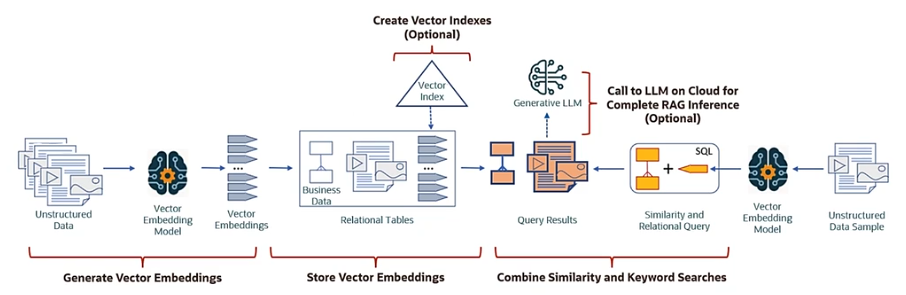 Create Vector Indexes
(Optional)
Vector
Index
Generative LLM
Call to LLM on Cloud for
Complete RAG Inference
(Optional)
SQL
...
...
...
+
Business
Data
Unstructured
Data
Vector
Embedding
Model
Vector
Embeddings
Relational Tables
Query Results
Similarity and
Relational Query
Vector
Embedding
Model
Unstructured
Data Sample
Generate Vector Embeddings
Store Vector Embeddings
Combine Similarity and Keyword Searches